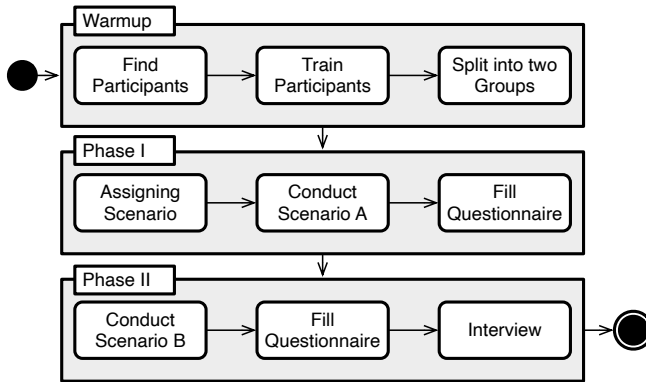 Warmup
Find
Participants
Train
Participants
Split into two
Groups
Phase I
Assigning
Scenario
Conduct
Scenario A
Fill
Questionnaire
Phase II
Conduct
Scenario B
Fill
Questionnaire
Interview